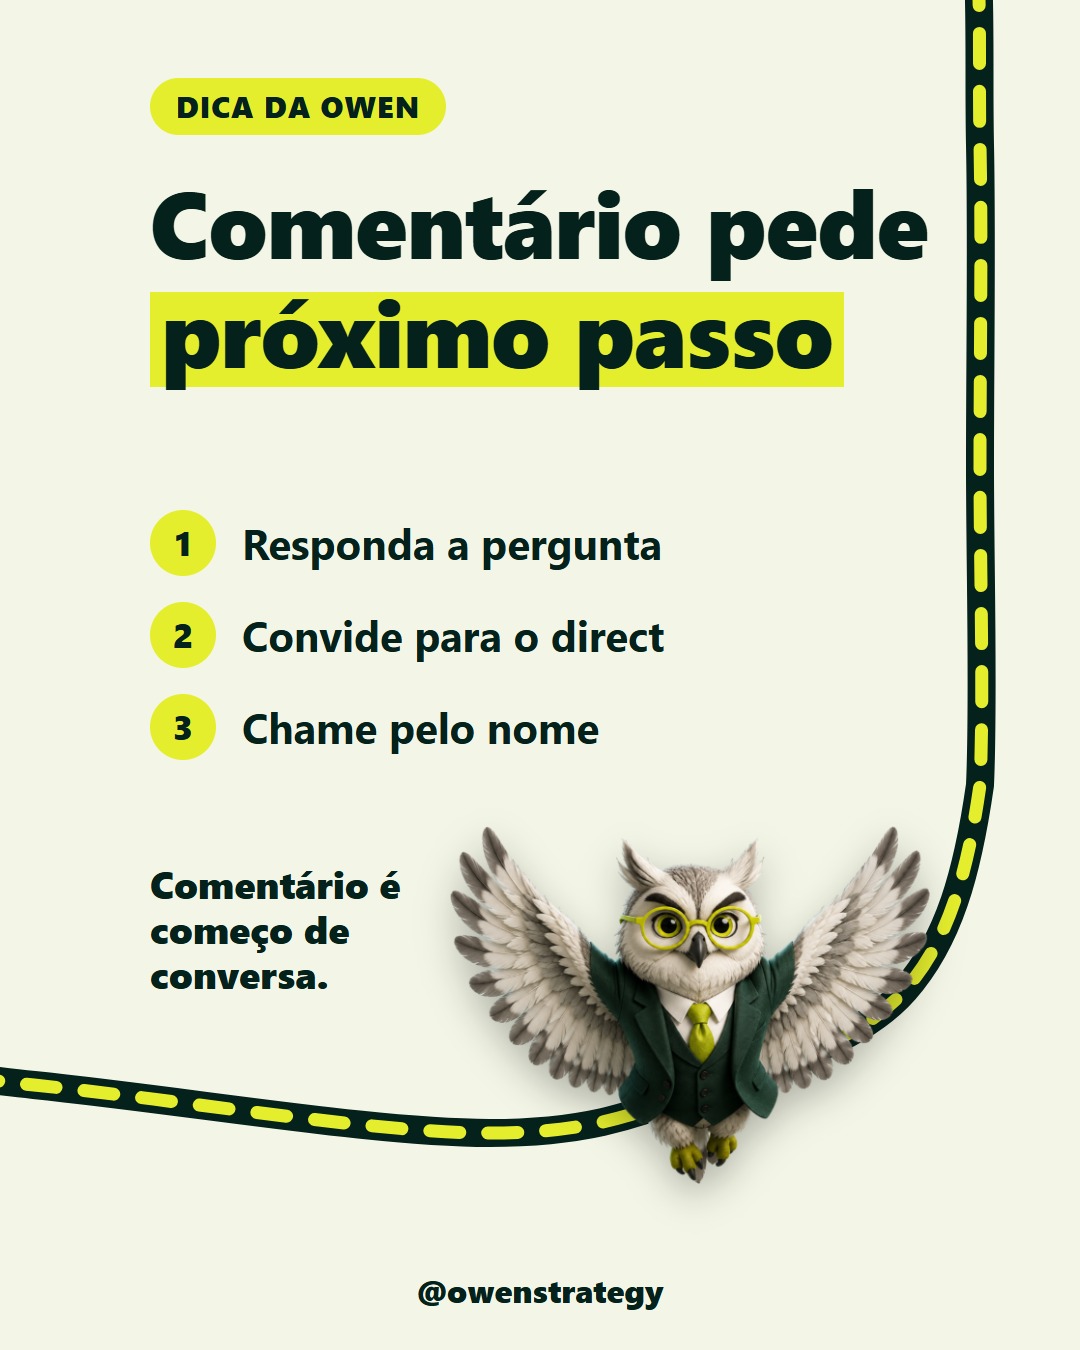 DICA DA OWEN
Comentário pede
próximo passo
1 Responda a pergunta
2 Convide para o direct
3 Chame pelo nome
Comentário é
começo de
conversa.
@owenstrategy